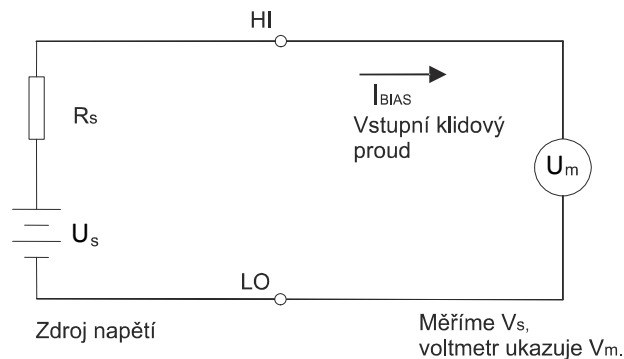 HI
Rs
IBIAS
Vstupní klidový
proud
Um
Us
LO
Zdroj napětí
Měříme Vs,
voltmetr ukazuje Vm.